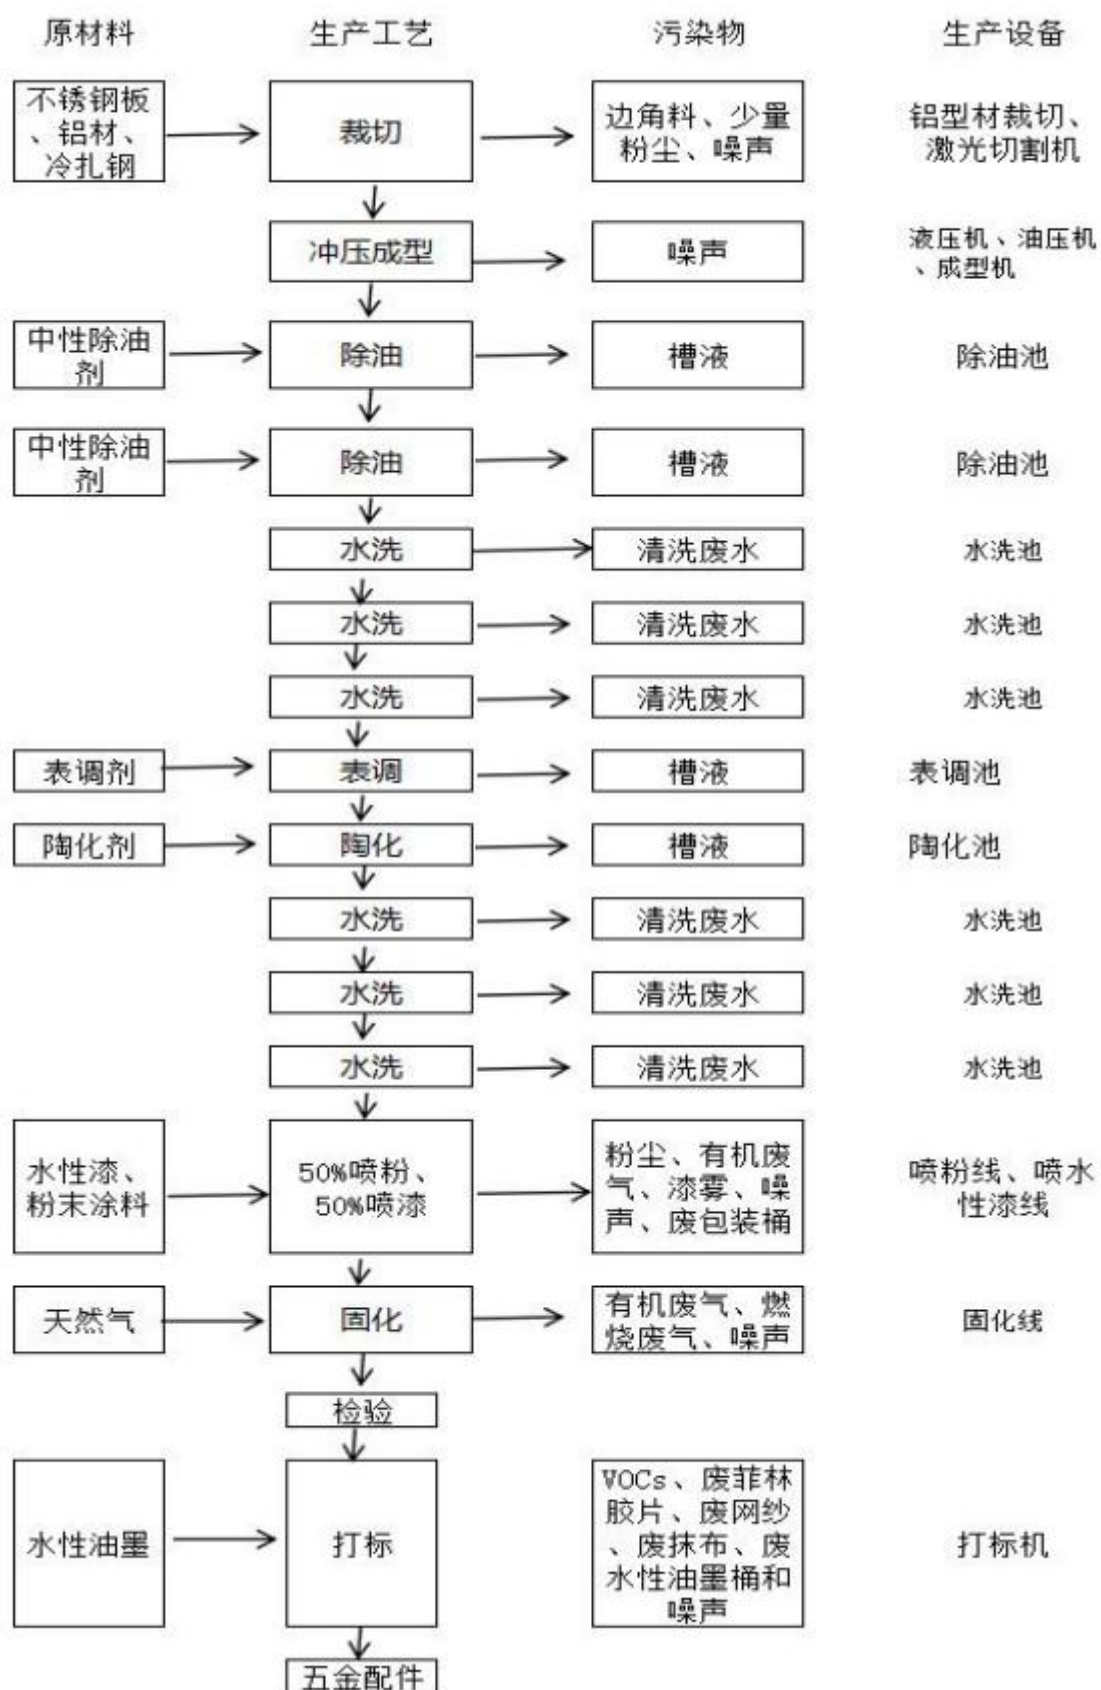 原材料 生产工艺 污染物 生产设备
不锈钢板
、铝材、
冷扎钢
裁切
边角料、少量
粉尘、噪声
铝型材裁切、
激光切割机
冲压成型
噪声
液压机、油压机
、成型机
中性除油
剂
除油
槽液
除油池
中性除油
剂
除油
槽液
除油池
水洗 清洗废水 水洗池
水洗 清洗废水 水洗池
水洗 清洗废水 水洗池
表调剂 表调 槽液 表调池
陶化剂 陶化 槽液 陶化池
水洗 清洗废水 水洗池
水洗 清洗废水 水洗池
水洗 清洗废水 水洗池
水性漆、
粉末涂料
50%喷粉、
50%喷漆
粉尘、有机废
气、漆雾、噪
声、废包装桶
喷粉线、喷水
性漆线
天然气
固化
有机废气、燃
烧废气、噪声
固化线
检验
水性油墨
打标
VOCs、废菲林
胶片、废网纱
、废抹布、废
水性油墨桶和
噪声
打标机
五金配件